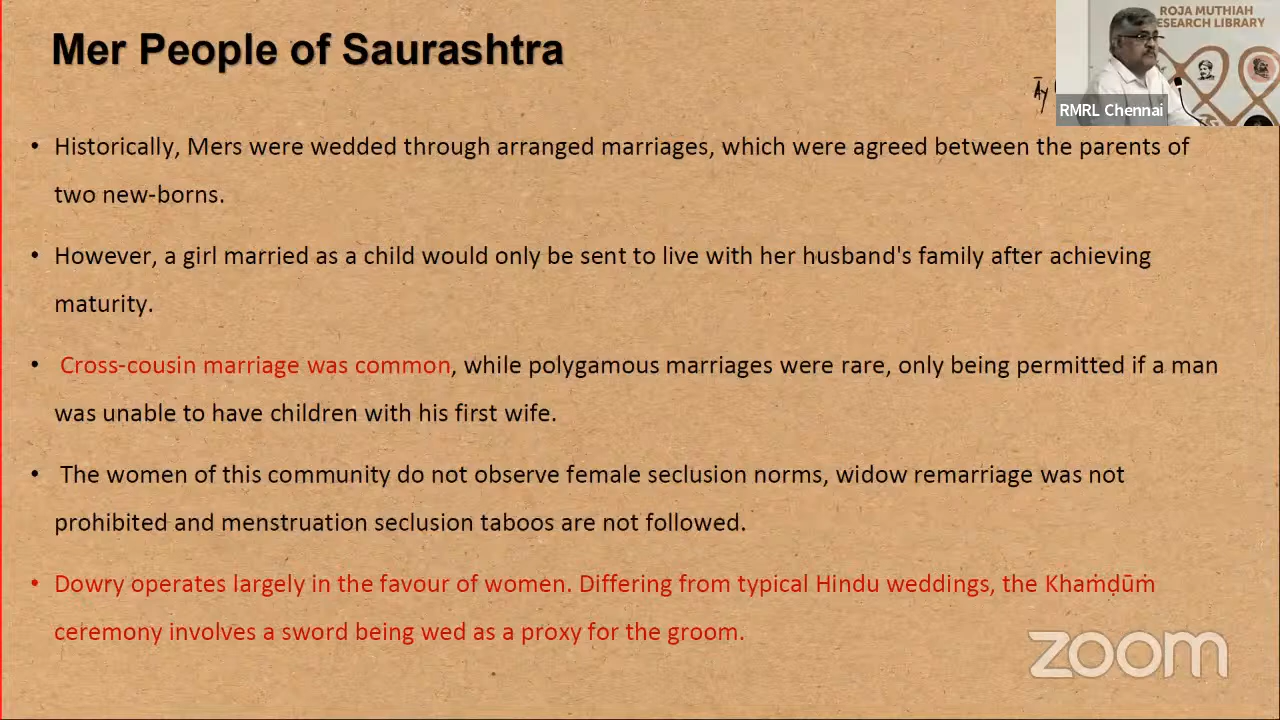 Mer People of Saurashtra
ROJA MUTHIAH
ESEARCH LIBRARY
Āy
RMRL Chennai
• Historically, Mers were wedded through arranged marriages, which were agreed between the parents of
two new-borns.
• However, a girl married as a child would only be sent to live with her husband's family after achieving
maturity.
• Cross-cousin marriage was common, while polygamous marriages were rare, only being permitted if a man
was unable to have children with his first wife.
• The women of this community do not observe female seclusion norms, widow remarriage was not
prohibited and menstruation seclusion taboos are not followed.
• Dowry operates largely in the favour of women. Differing from typical Hindu weddings, the Khaṁḍūṁ
ceremony involves a sword being wed as a proxy for the groom.
zoom